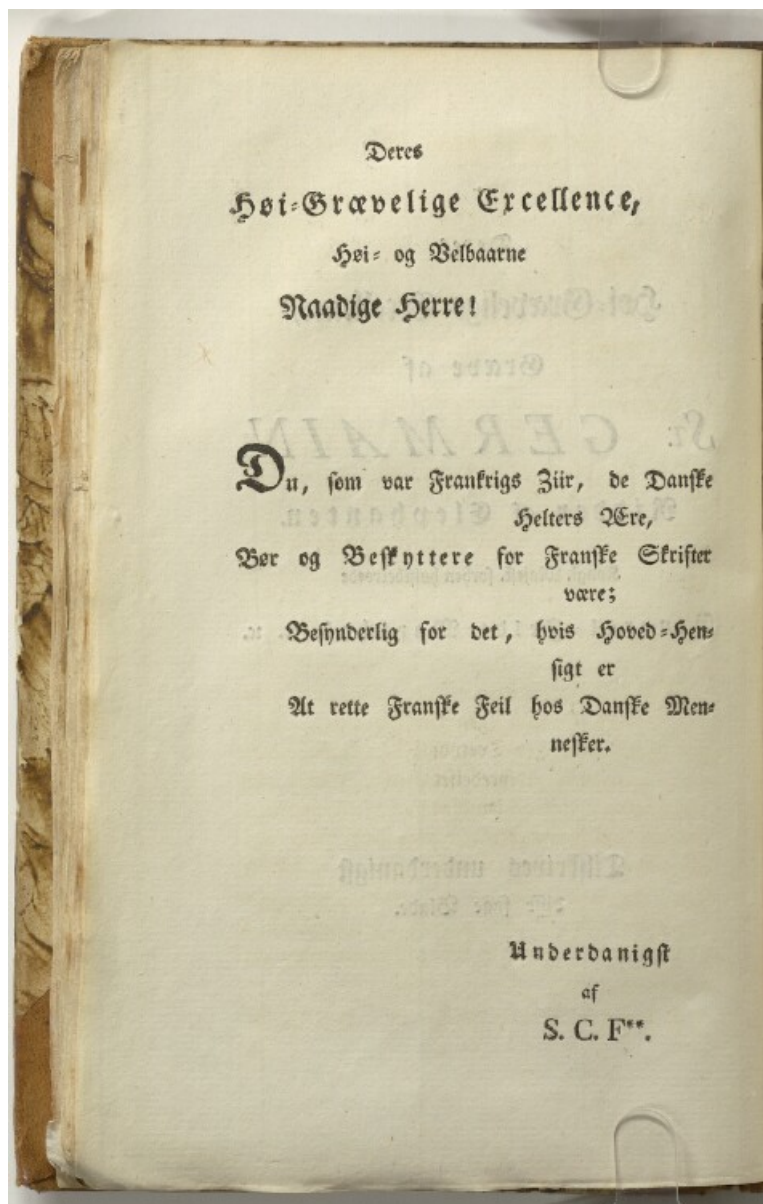 Deres
Høi-Grævelige Excellence,
Høi- og Velbaarne
Naadige Herre!
Du, som var Frankrigs Ziir, de Danske
Helters Ære,
Bør og Beskyttere for Franske Skrifter
være;
Besynderlig for det, hvis Hoved-Hen-
sigt er
At rette Franske Feil hos Danske Men-
nesker.
Underdanigst
af
S. C. F**.